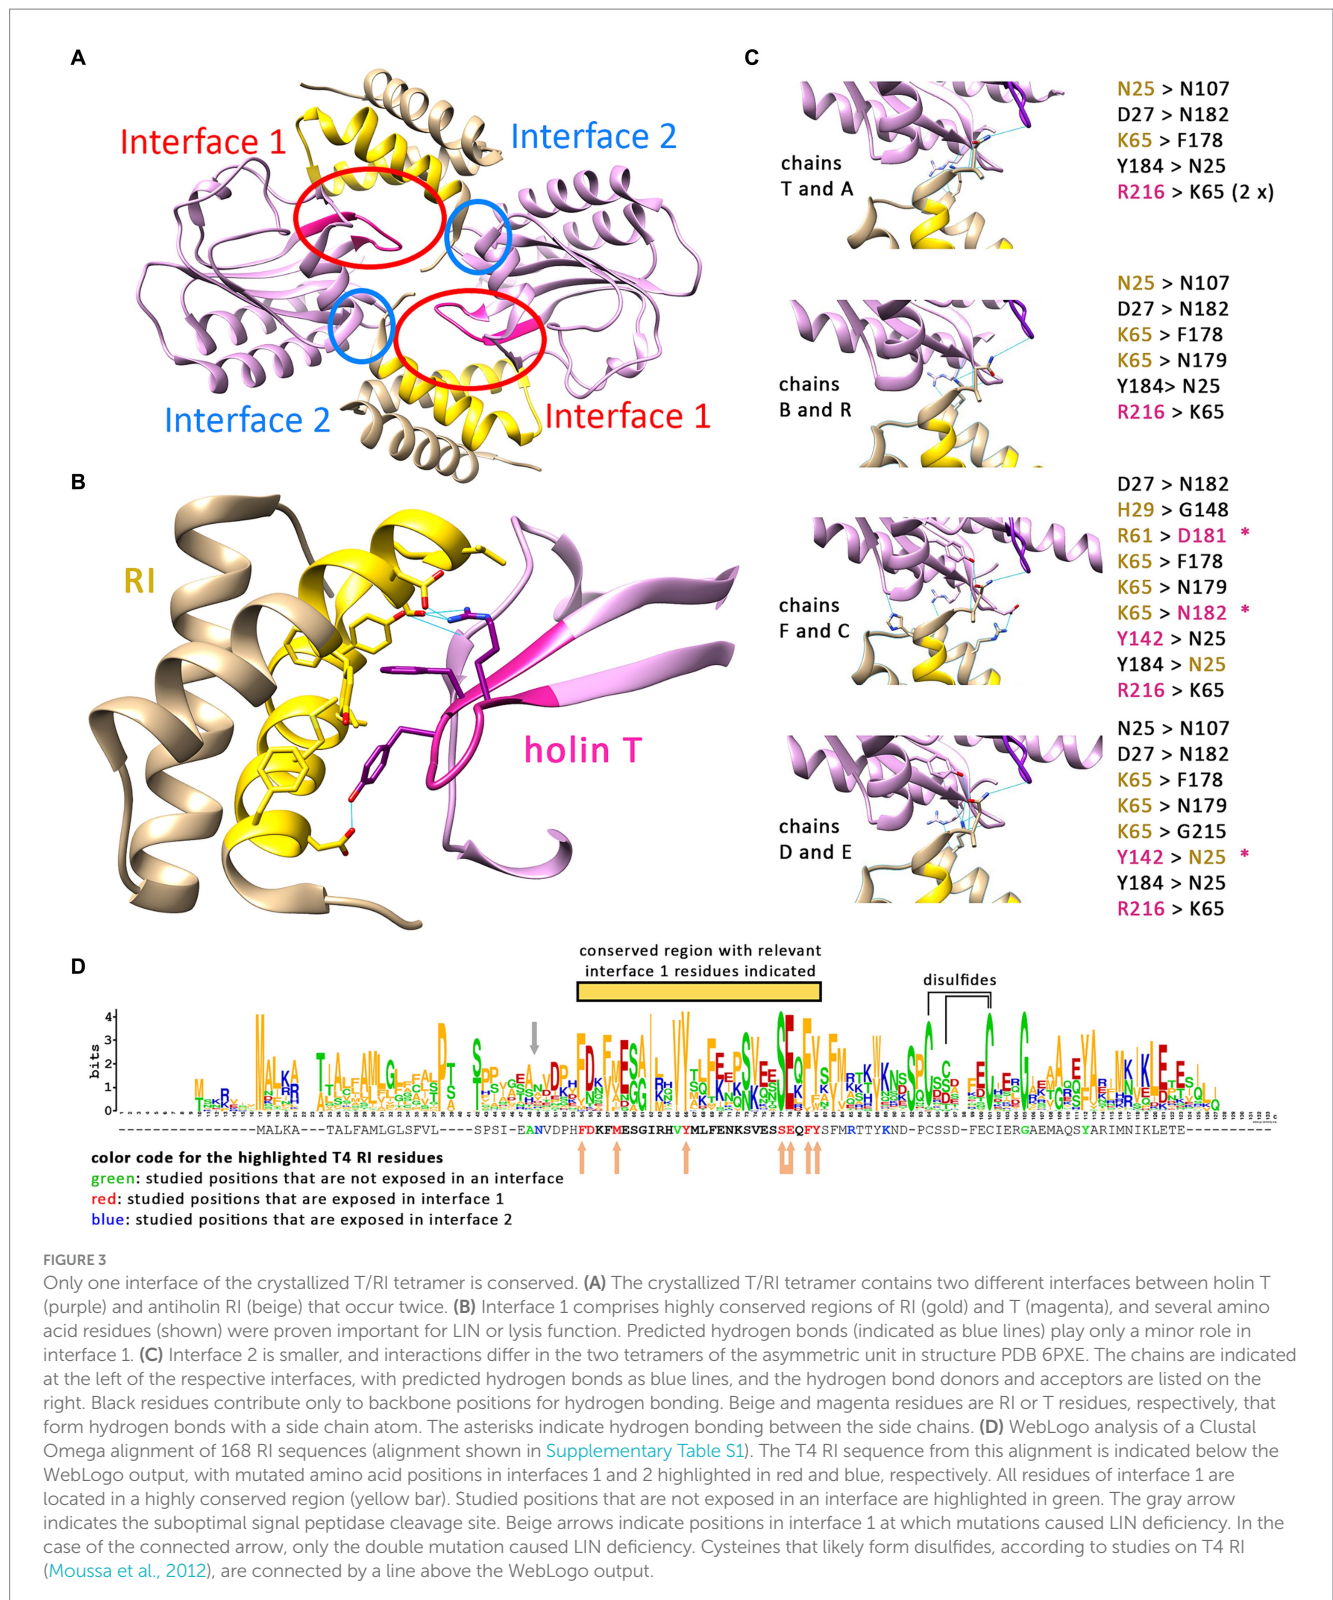 A
Interface 1
Interface 2
Interface 2
Interface 1
B
RI
holin T
C
chains
T and A
N25 > N107
D27 > N182
K65 > F178
Y184 > N25
R216 > K65 (2 x)
chains
B and R
N25 > N107
D27 > N182
K65 > F178
K65 > N179
Y184> N25
R216 > K65
chains
F and C
D27 > N182
H29 > G148
R61 > D181 *
K65 > F178
K65 > N179
K65 > N182 *
Y142 > N25
Y184 > N25
R216 > K65
chains
D and E
N25 > N107
D27 > N182
K65 > F178
K65 > N179
K65 > G215
Y142 > N25 *
Y184 > N25
R216 > K65
D
conserved region with relevant
interface 1 residues indicated
disulfides
bits
4
3
2
1
0
MALKA---TALFAMLGLSFVL----SPSI-EANVDPHFDKFMESGIRHVYMLFENKSVESSEQFYSFMRTTYKND-PCSSD-FECIERGAEMAQSYARIMNIKLETE
color code for the highlighted T4 RI residues
green: studied positions that are not exposed in an interface
red: studied positions that are exposed in interface 1
blue: studied positions that are exposed in interface 2
FIGURE 3
Only one interface of the crystallized T/RI tetramer is conserved. (A) The crystallized T/RI tetramer contains two different interfaces between holin T
(purple) and antiholin RI (beige) that occur twice. (B) Interface 1 comprises highly conserved regions of RI (gold) and T (magenta), and several amino
acid residues (shown) were proven important for LIN or lysis function. Predicted hydrogen bonds (indicated as blue lines) play only a minor role in
interface 1. (C) Interface 2 is smaller, and interactions differ in the two tetramers of the asymmetric unit in structure PDB 6PXE. The chains are indicated
at the left of the respective interfaces, with predicted hydrogen bonds as blue lines, and the hydrogen bond donors and acceptors are listed on the
right. Black residues contribute only to backbone positions for hydrogen bonding. Beige and magenta residues are RI or T residues, respectively, that
form hydrogen bonds with a side chain atom. The asterisks indicate hydrogen bonding between the side chains. (D) WebLogo analysis of a Clustal
Omega alignment of 168 RI sequences (alignment shown in Supplementary Table S1). The T4 RI sequence from this alignment is indicated below the
WebLogo output, with mutated amino acid positions in interfaces 1 and 2 highlighted in red and blue, respectively. All residues of interface 1 are
located in a highly conserved region (yellow bar). Studied positions that are not exposed in an interface are highlighted in green. The gray arrow
indicates the suboptimal signal peptidase cleavage site. Beige arrows indicate positions in interface 1 at which mutations caused LIN deficiency. In the
case of the connected arrow, only the double mutation caused LIN deficiency. Cysteines that likely form disulfides, according to studies on T4 RI
(Moussa et al., 2012), are connected by a line above the WebLogo output.